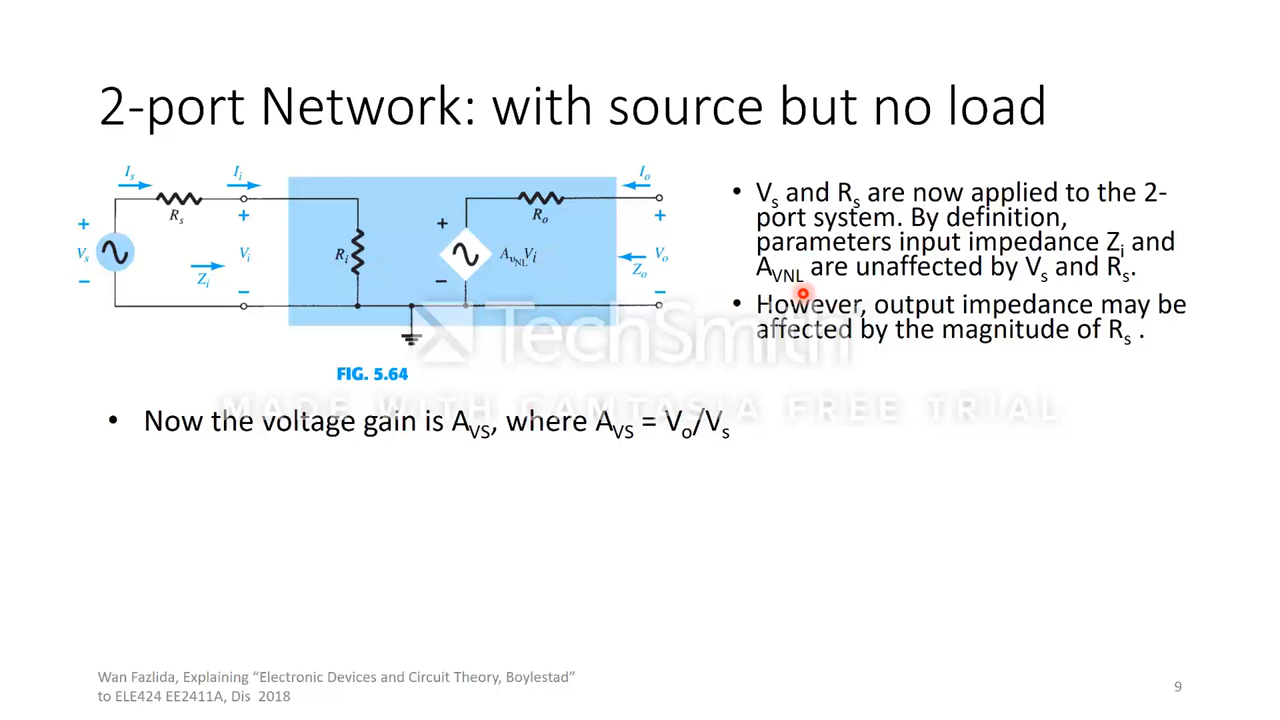 2-port Network: with source but no load
Is
Ii
Io
+
Rs
+
Ro
+
+
Vs
Vi
Ri
AvNLVi
Vo
Zi
Zo
−
−
−
−
FIG. 5.64
• Vs and Rs are now applied to the 2-
port system. By definition,
parameters input impedance Zi and
AVNL are unaffected by Vs and Rs.
• However, output impedance may be
affected by the magnitude of Rs .
TechSmith
MADE WITH CAMTASIA FREE TRIAL
• Now the voltage gain is AVS, where AVS = Vo/Vs
Wan Fazlida, Explaining “Electronic Devices and Circuit Theory, Boylestad”
to ELE424 EE2411A, Dis 2018
9